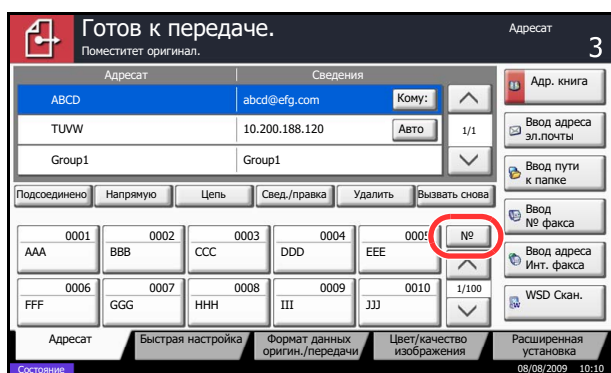 Готов к передаче.
Поместитет оригинал.
Адресат
3
Адресат Сведения
ABCD abcd@efg.com Кому:
TUVW 10.200.188.120 Авто 1/1
Group1 Group1
Подсоединено Напрямую Цепь Свед./правка Удалить Вызвать снова
0001 0002 0003 0004 0005 №
AAA BBB CCC DDD EEE
0006 0007 0008 0009 0010 1/100
FFF GGG HHH III JJJ
Адр. книга
Ввод адреса
эл.почты
Ввод пути
к папке
Ввод
№ факса
Ввод адреса
Инт. факса
WSD Скан.
Адресат
Быстрая настройка
Формат данных
оригин./передачи
Цвет/качество
изображения
Расширенная
установка
Состояние
08/08/2009 10:10